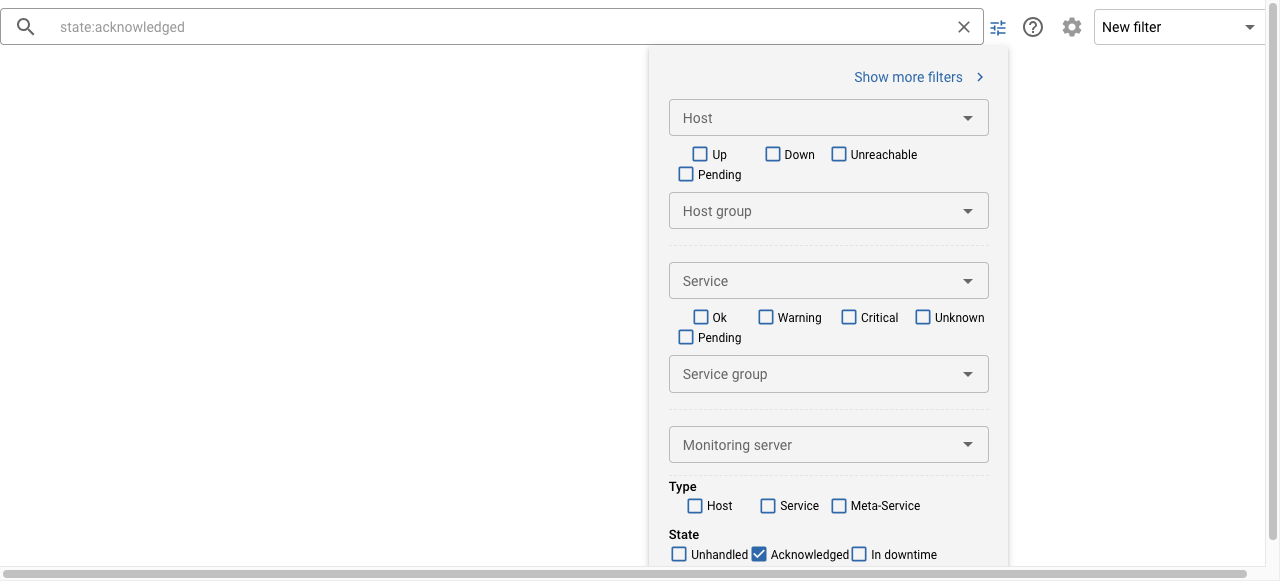 state:acknowledged
New filter
Show more filters
Host
Up Down Unreachable
Pending
Host group
Service
Ok Warning Critical Unknown
Pending
Service group
Monitoring server
Type
Host Service Meta-Service
State
Unhandled Acknowledged In downtime